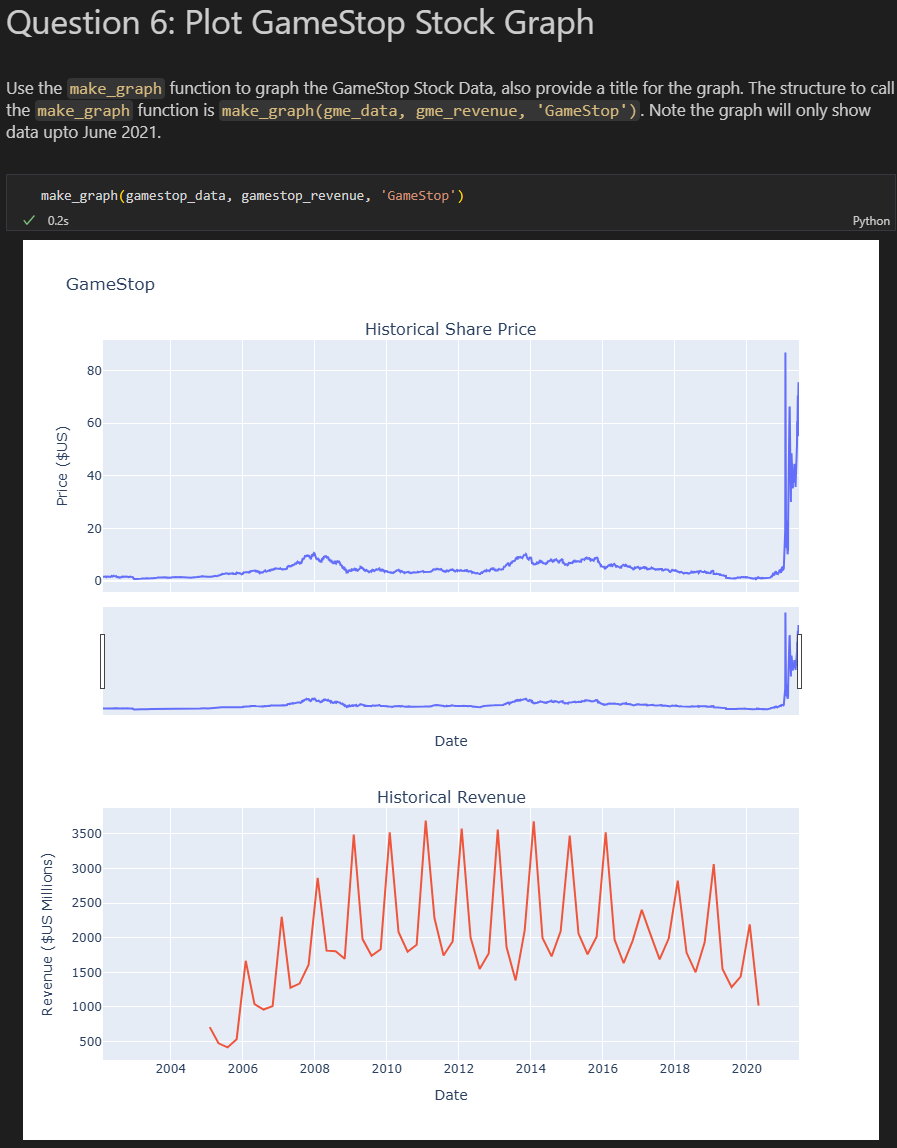 Question 6: Plot GameStop Stock Graph
Use the make_graph function to graph the GameStop Stock Data, also provide a title for the graph. The structure to call
the make_graph function is make_graph(gme_data, gme_revenue, 'GameStop'). Note the graph will only show
data upto June 2021.
make_graph(gamestop_data, gamestop_revenue, 'GameStop')
0.2s
Python
GameStop
Historical Share Price
80
60
40
20
0
Price ($US)
Date
Historical Revenue
3500
3000
2500
2000
1500
1000
500
Revenue ($US Millions)
2004 2006 2008 2010 2012 2014 2016 2018 2020
Date